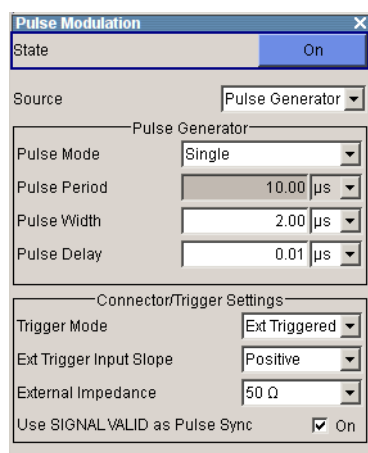 Pulse Modulation X
State On
Source Pulse Generator
Pulse Generator
Pulse Mode Single
Pulse Period 10.00 µs
Pulse Width 2.00 µs
Pulse Delay 0.01 µs
Connector/Trigger Settings
Trigger Mode Ext Triggered
Ext Trigger Input Slope Positive
External Impedance 50 Ω
Use SIGNAL VALID as Pulse Sync On